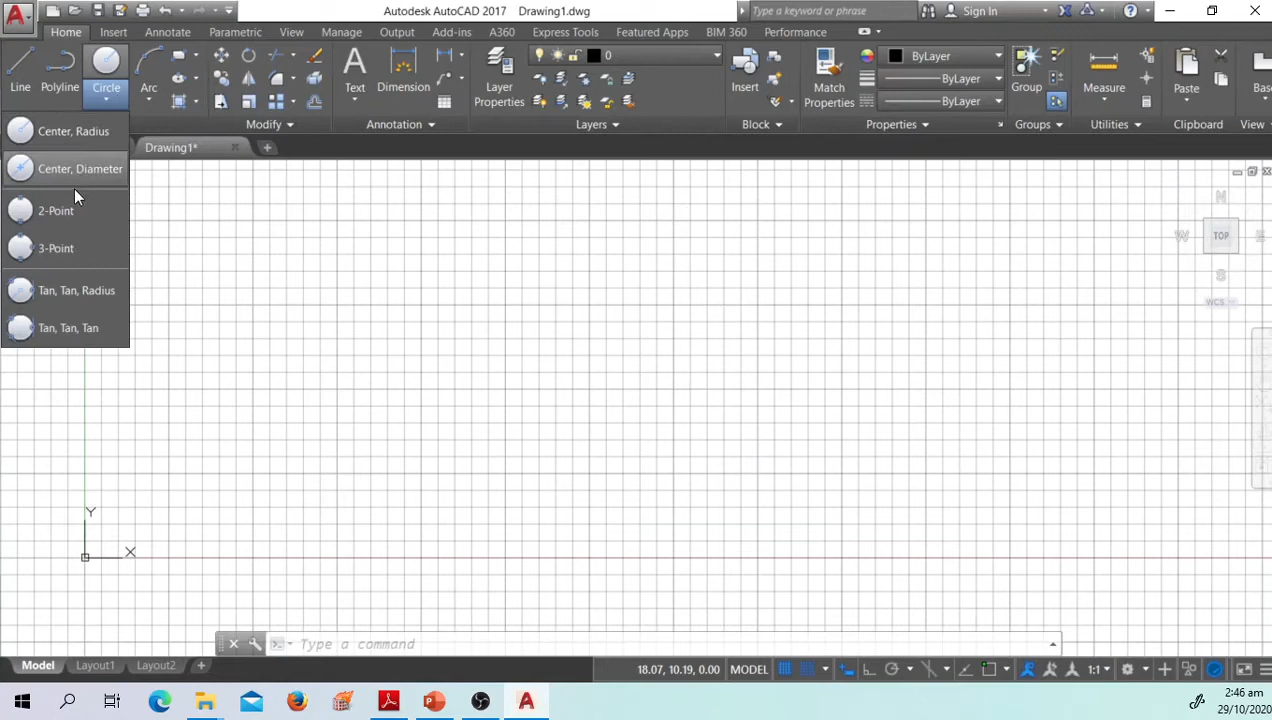 Autodesk AutoCAD 2017 Drawing1.dwg
Type a keyword or phrase
Sign In
Home Insert Annotate Parametric View Manage Output Add-ins A360 Express Tools Featured Apps BIM 360 Performance
0
ByLayer
ByLayer
ByLayer
Line Polyline Circle Arc
Text Dimension
Layer
Properties
Insert
Match
Properties
Group
Measure
Paste
Base
Modify
Annotation
Layers
Block
Properties
Groups
Utilities
Clipboard
View
Center, Radius
Center, Diameter
2-Point
3-Point
Tan, Tan, Radius
Tan, Tan, Tan
Drawing1*
N
W TOP E
S
WCS
Y
X
Type a command
Model Layout1 Layout2
18.07, 10.19, 0.00 MODEL
1:1
2:46 am
29/10/2020